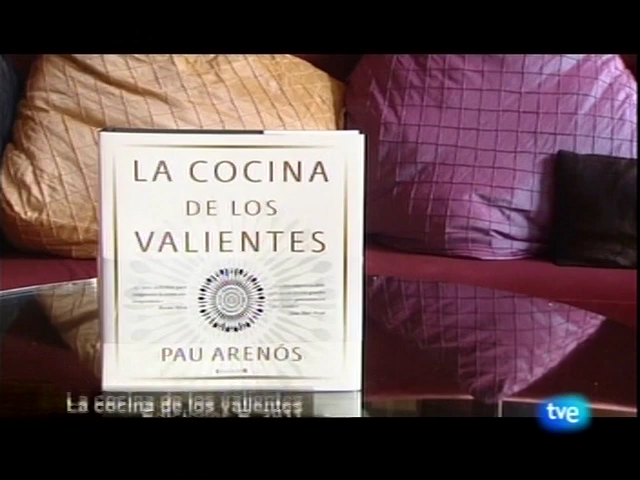 LA COCINA
DE LOS
VALIENTES
PAU ARENÓS
La cocina de los valientes
tve